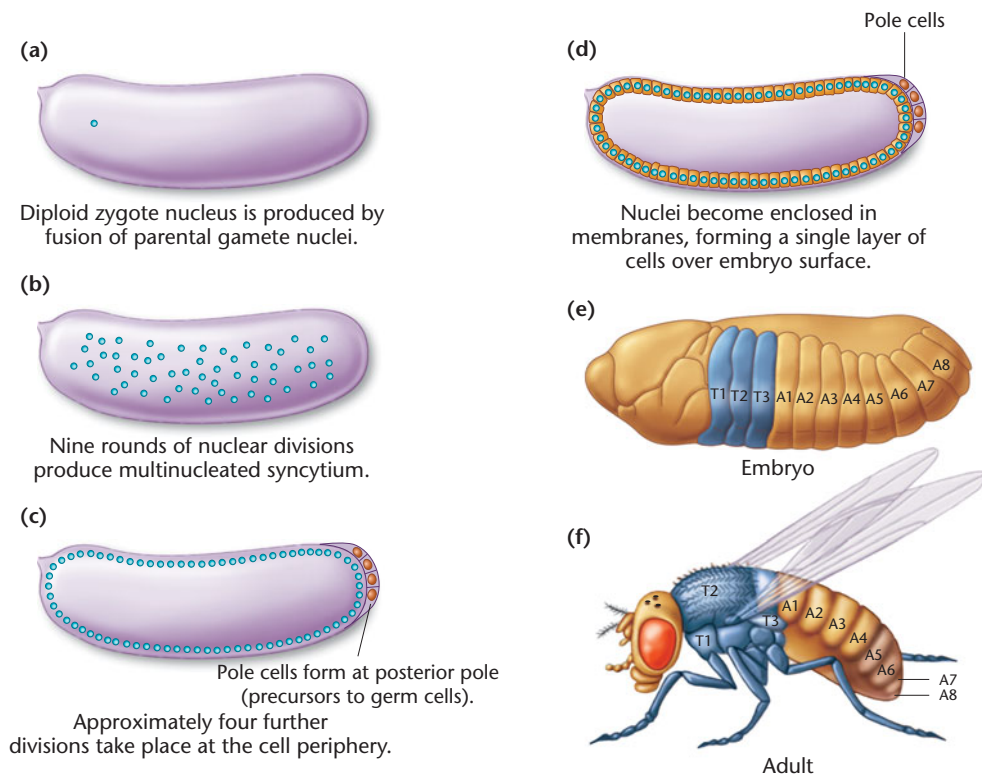 (a)
Diploid zygote nucleus is produced by
fusion of parental gamete nuclei.
(b)
Nine rounds of nuclear divisions
produce multinucleated syncytium.
(c)
Pole cells form at posterior pole
(precursors to germ cells).
Approximately four further
divisions take place at the cell periphery.
(d)
Pole cells
Nuclei become enclosed in
membranes, forming a single layer of
cells over embryo surface.
(e)
T1 T2 T3 A1 A2 A3 A4 A5 A6 A7 A8
Embryo
(f)
T2
T1
T3
A1
A2
A3
A4
A5
A6
A7
A8
Adult